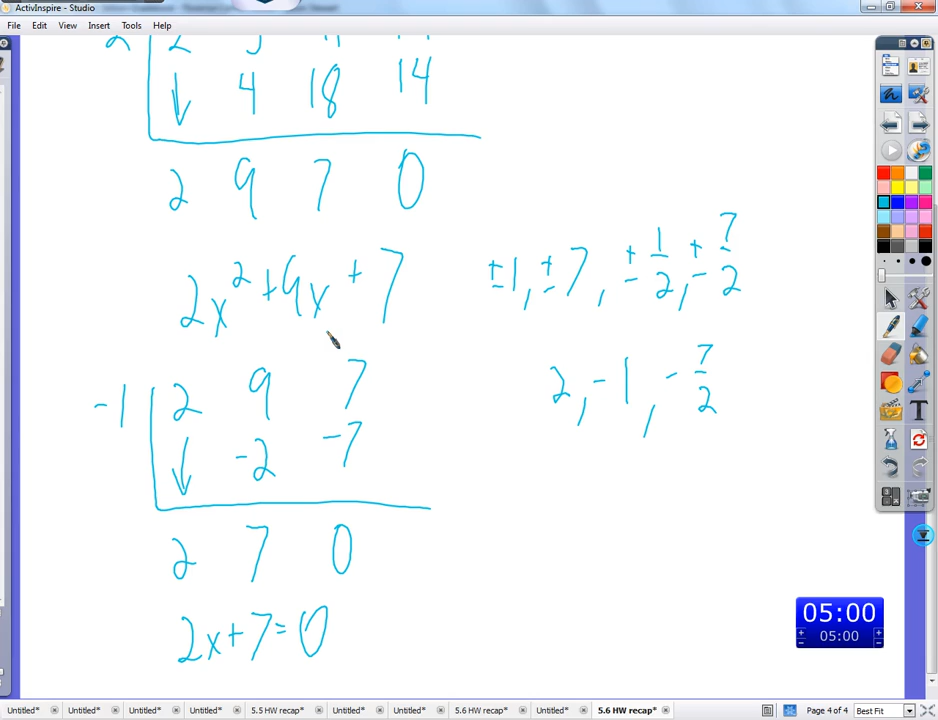 ActivInspire - Studio
File Edit View Insert Tools Help
4 18 14
2 9 7 0
2x² + 9x + 7
±1, ±7, ±1/2, ±7/2
-1 2 9 7
-2 -7
2, -1, -7/2
2 7 0
2x+7=0
05:00
05:00
Untitled* Untitled* Untitled* Untitled* 5.5 HW recap* Untitled* Untitled* 5.6 HW recap* Untitled* 5.6 HW recap* Page 4 of 4 Best Fit